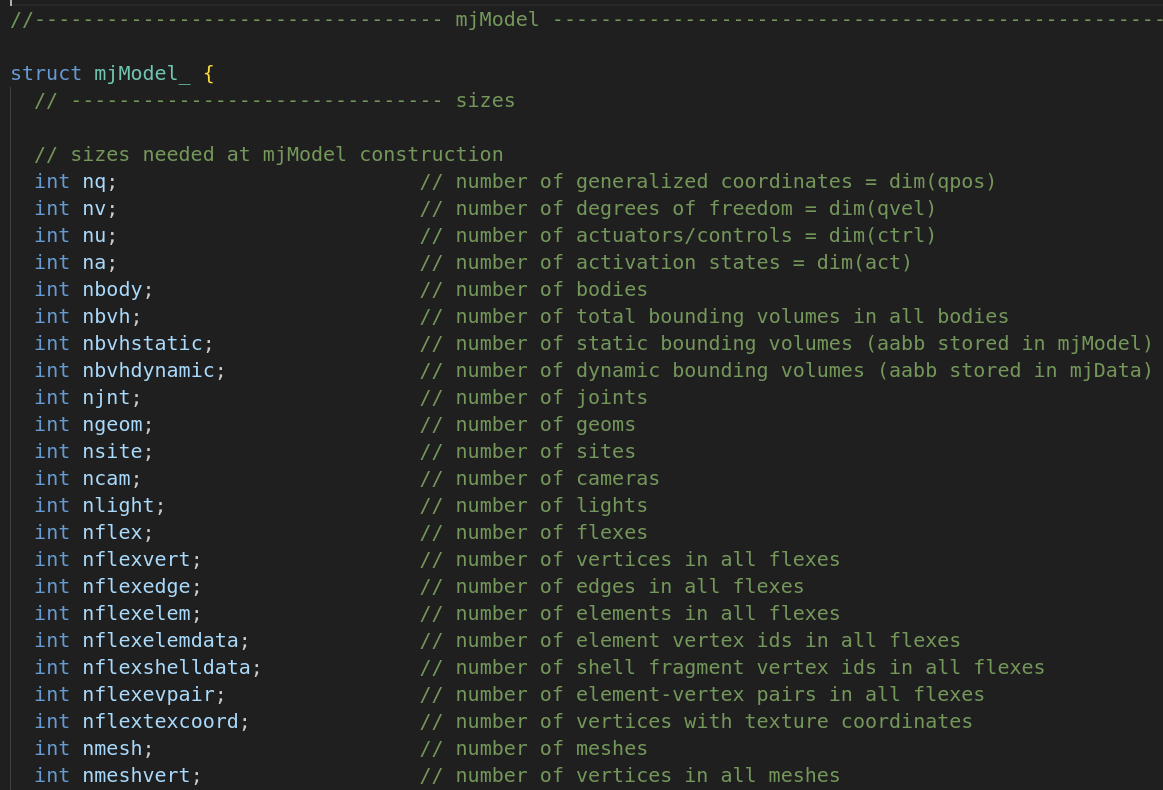 //---------------------------------- mjModel ---------------------------------------------------
struct mjModel_ {
  // ------------------------------- sizes
  // sizes needed at mjModel construction
  int nq;                         // number of generalized coordinates = dim(qpos)
  int nv;                         // number of degrees of freedom = dim(qvel)
  int nu;                         // number of actuators/controls = dim(ctrl)
  int na;                         // number of activation states = dim(act)
  int nbody;                      // number of bodies
  int nbvh;                       // number of total bounding volumes in all bodies
  int nbvhstatic;                 // number of static bounding volumes (aabb stored in mjModel)
  int nbvhdynamic;                // number of dynamic bounding volumes (aabb stored in mjData)
  int njnt;                       // number of joints
  int ngeom;                      // number of geoms
  int nsite;                      // number of sites
  int ncam;                       // number of cameras
  int nlight;                     // number of lights
  int nflex;                      // number of flexes
  int nflexvert;                  // number of vertices in all flexes
  int nflexedge;                  // number of edges in all flexes
  int nflexelem;                  // number of elements in all flexes
  int nflexelemdata;              // number of element vertex ids in all flexes
  int nflexshelldata;             // number of shell fragment vertex ids in all flexes
  int nflexevpair;                // number of element-vertex pairs in all flexes
  int nflextexcoord;              // number of vertices with texture coordinates
  int nmesh;                      // number of meshes
  int nmeshvert;                  // number of vertices in all meshes